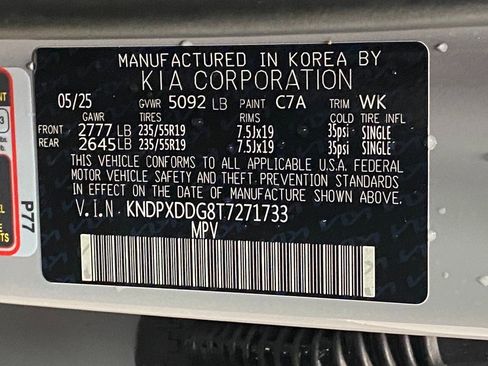 MANUFACTURED IN KOREA BY
KIA CORPORATION
05/25 GVWR 5092 LB PAINT C7A TRIM WK
GAWR TIRES RIMS COLD TIRE INFL
FRONT 2777 LB 235/55R19 7.5Jx19 35psi SINGLE
REAR 2645 LB 235/55R19 7.5Jx19 35psi SINGLE
THIS VEHICLE CONFORMS TO ALL APPLICABLE U.S.A. FEDERAL
MOTOR VEHICLE SAFETY AND THEFT PREVENTION STANDARDS
IN EFFECT ON THE DATE OF MANUFACTURE SHOWN ABOVE.
V.I.N KNDPXDDG8T7271733
MPV
P77